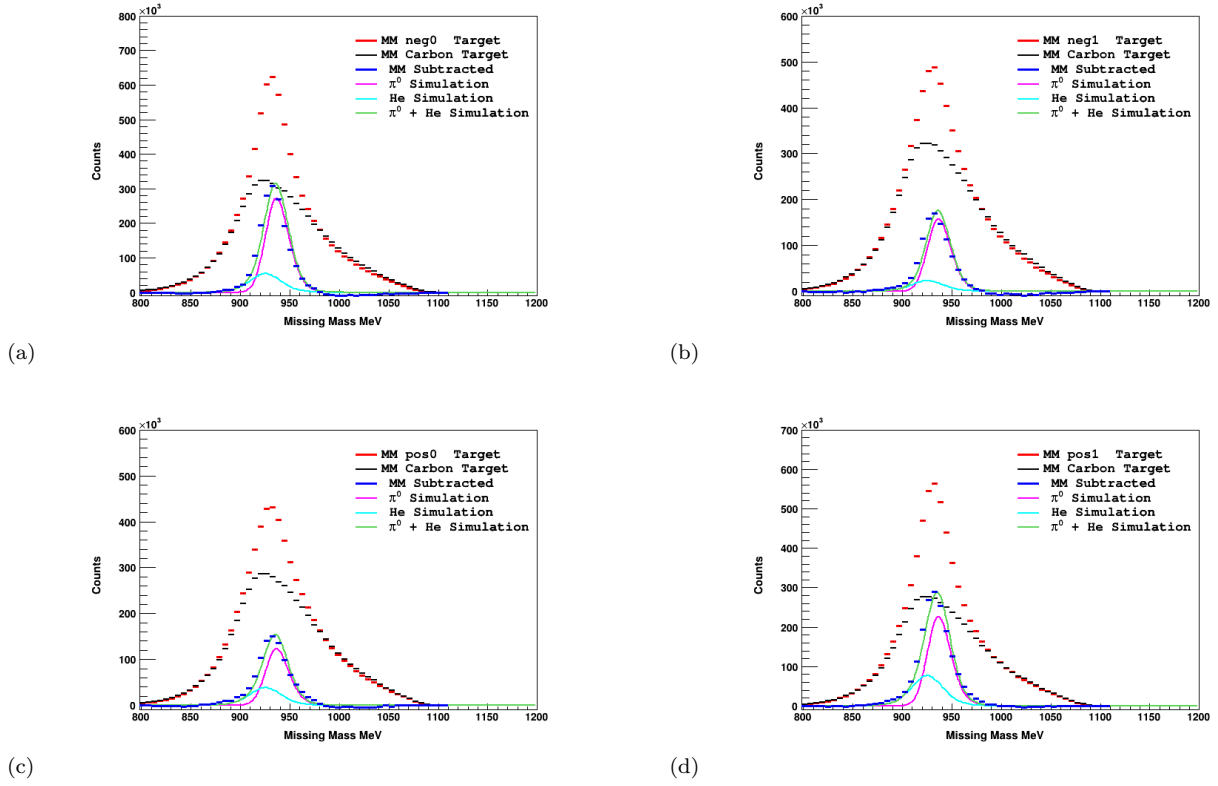 ×10³
800
700
600
500
400
300
200
100
0
Counts
MM neg0 Target
MM Carbon Target
MM Subtracted
π⁰ Simulation
He Simulation
π⁰ + He Simulation
800 850 900 950 1000 1050 1100 1150 1200
Missing Mass MeV
(a)
×10³
600
500
400
300
200
100
0
Counts
MM neg1 Target
MM Carbon Target
MM Subtracted
π⁰ Simulation
He Simulation
π⁰ + He Simulation
800 850 900 950 1000 1050 1100 1150 1200
Missing Mass MeV
(b)
×10³
600
500
400
300
200
100
0
Counts
MM pos0 Target
MM Carbon Target
MM Subtracted
π⁰ Simulation
He Simulation
π⁰ + He Simulation
800 850 900 950 1000 1050 1100 1150 1200
Missing Mass MeV
(c)
×10³
700
600
500
400
300
200
100
0
Counts
MM pos1 Target
MM Carbon Target
MM Subtracted
π⁰ Simulation
He Simulation
π⁰ + He Simulation
800 850 900 950 1000 1050 1100 1150 1200
Missing Mass MeV
(d)